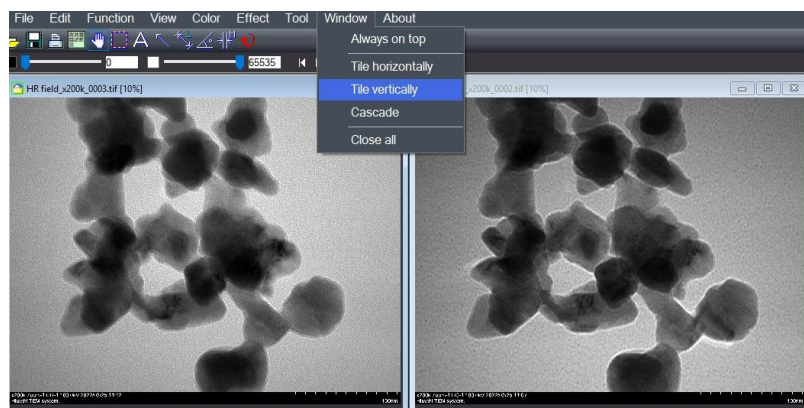 File Edit Function View Color Effect Tool Window About
A
0 65535
Always on top
Tile horizontally
Tile vertically
Cascade
Close all
HR field_x200k_0003.tif [10%]
x200k_0002.tif [10%]
Hitachi TEM system.
100nm
Hitachi TEM system.
100nm